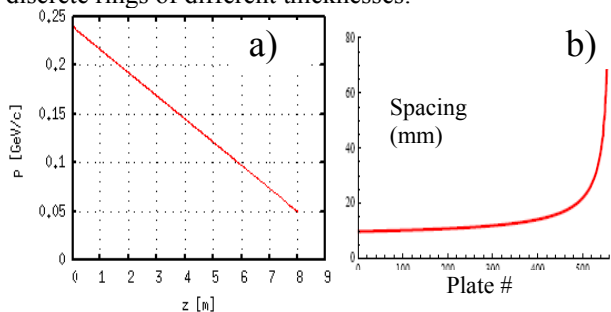 discrete rings of different thicknesses.
a)
b)
0,25
0,2
0,15
0,1
0,05
0
P [GeV/c]
0 1 2 3 4 5 6 7 8 9
z [m]
80
60
40
20
0
Spacing
(mm)
0 100 200 300 400 500
Plate #